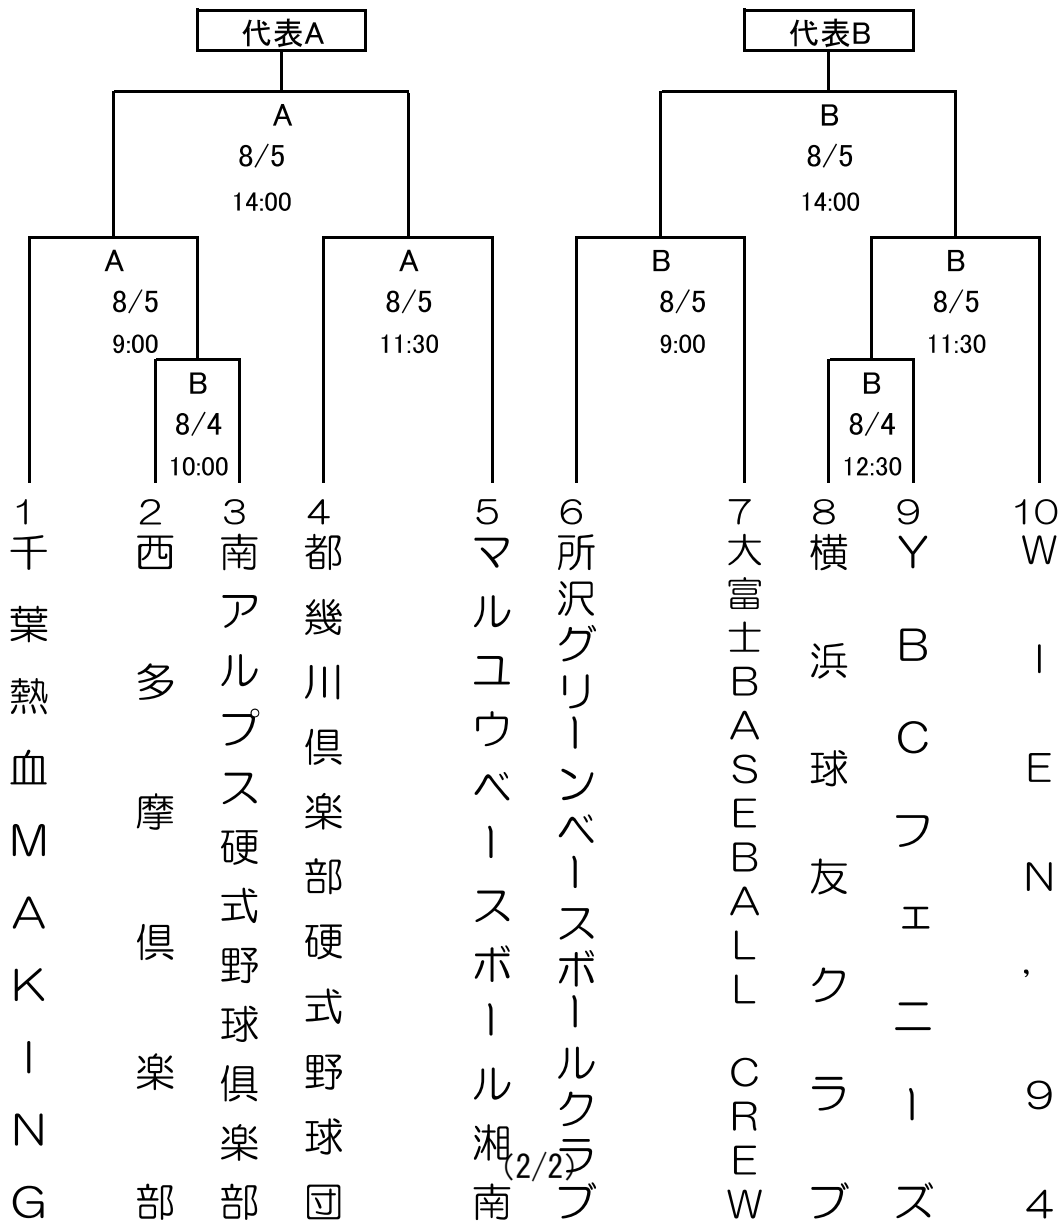 代表A
代表B
A
8/5
14:00
B
8/5
14:00
A
8/5
9:00
A
8/5
11:30
B
8/5
9:00
B
8/5
11:30
B
8/4
10:00
B
8/4
12:30
1
千葉熱血MAKING
2
西多摩倶楽部
3
南アルプス硬式野球倶楽部
4
都幾川倶楽部硬式野球団
5
マルユウベースボール湘南
6
所沢グリーンベースボールクラブ
7
大富士BASEBALL CREW
8
横浜球友クラブ
9
YBCフェニーズ
10
WIEN’94
(2/2)